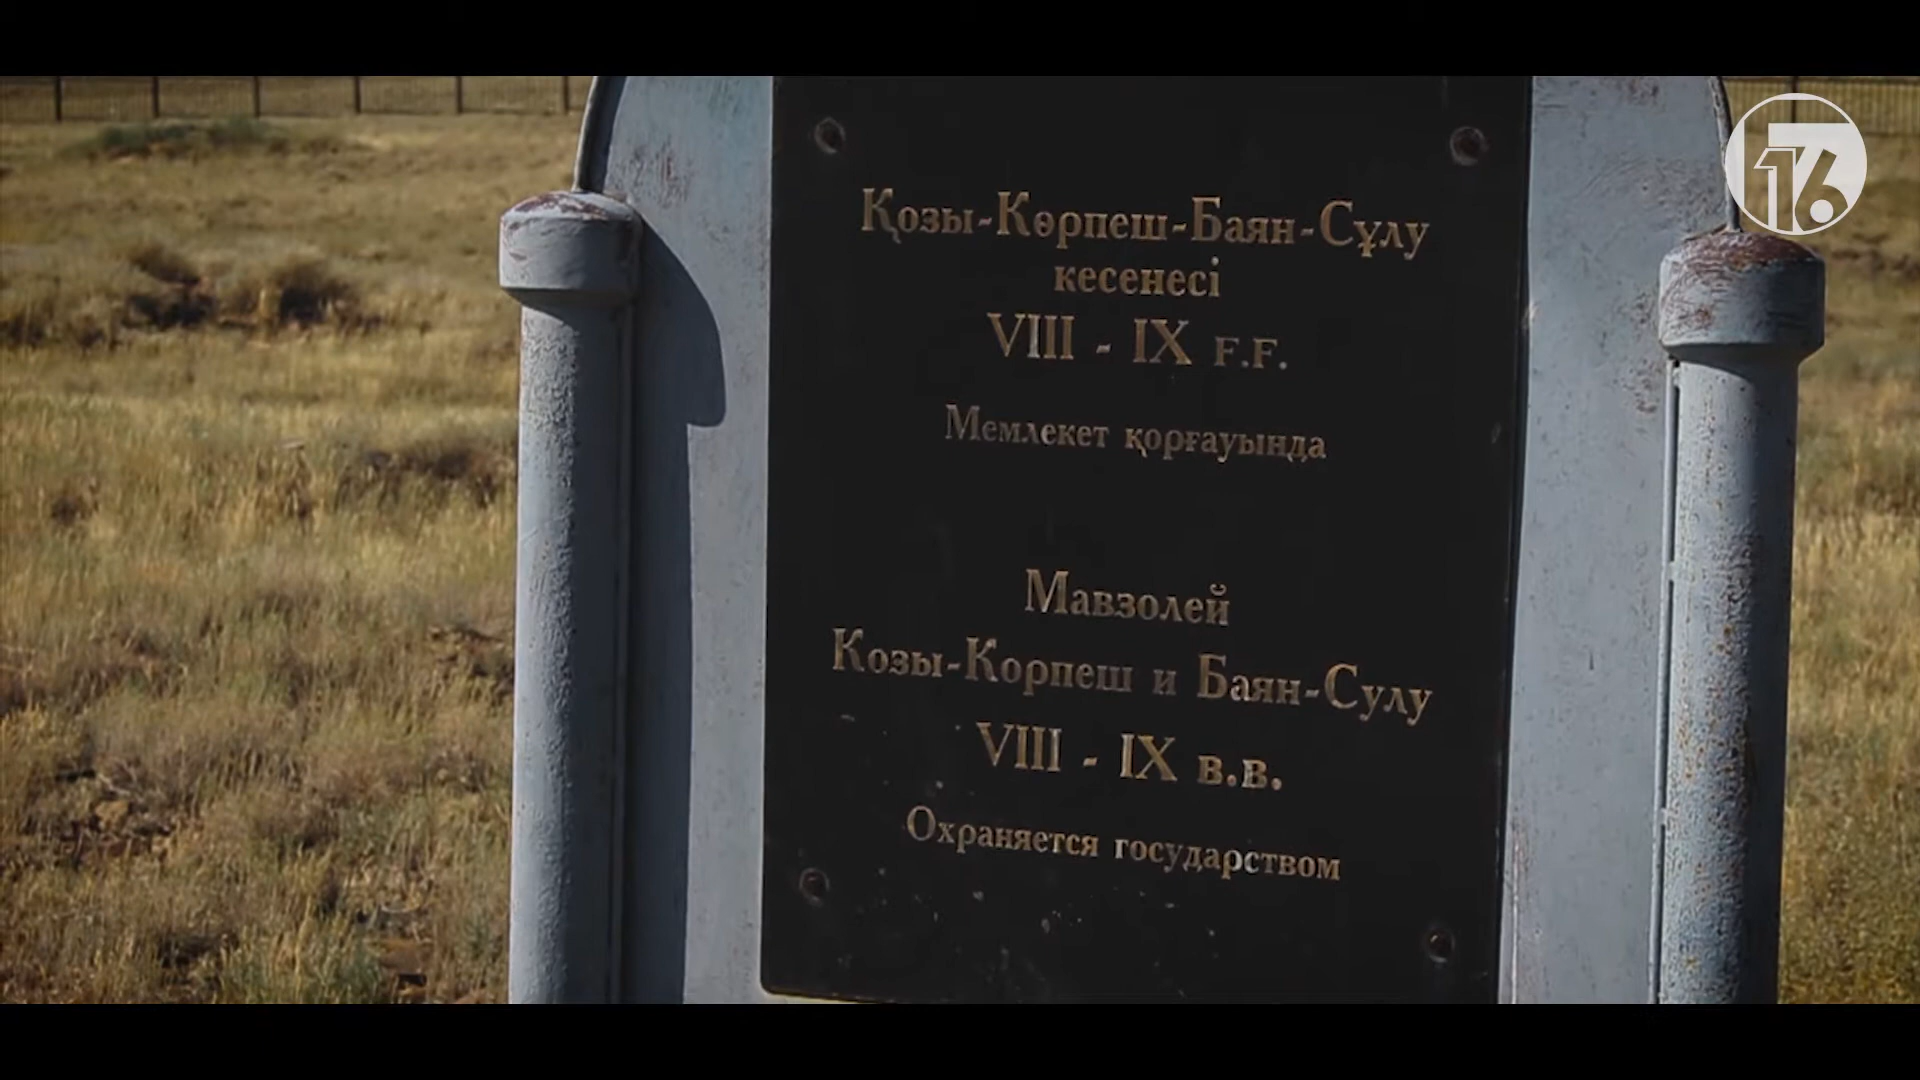 Қозы-Көрпеш-Баян-Сұлу
кесенесі
VIII - IX ғ.ғ.
Мемлекет қорғауында
Мавзолей
Козы-Корпеш и Баян-Сулу
VIII - IX в.в.
Охраняется государством
16